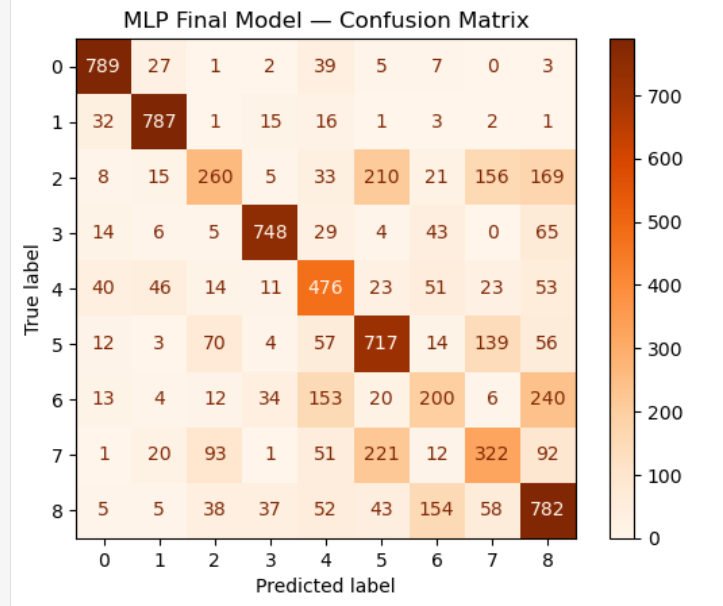 MLP Final Model — Confusion Matrix
0 789 27 1 2 39 5 7 0 3
1 32 787 1 15 16 1 3 2 1
2 8 15 260 5 33 210 21 156 169
3 14 6 5 748 29 4 43 0 65
4 40 46 14 11 476 23 51 23 53
5 12 3 70 4 57 717 14 139 56
6 13 4 12 34 153 20 200 6 240
7 1 20 93 1 51 221 12 322 92
8 5 5 38 37 52 43 154 58 782
0 1 2 3 4 5 6 7 8
Predicted label
True label
700
600
500
400
300
200
100
0